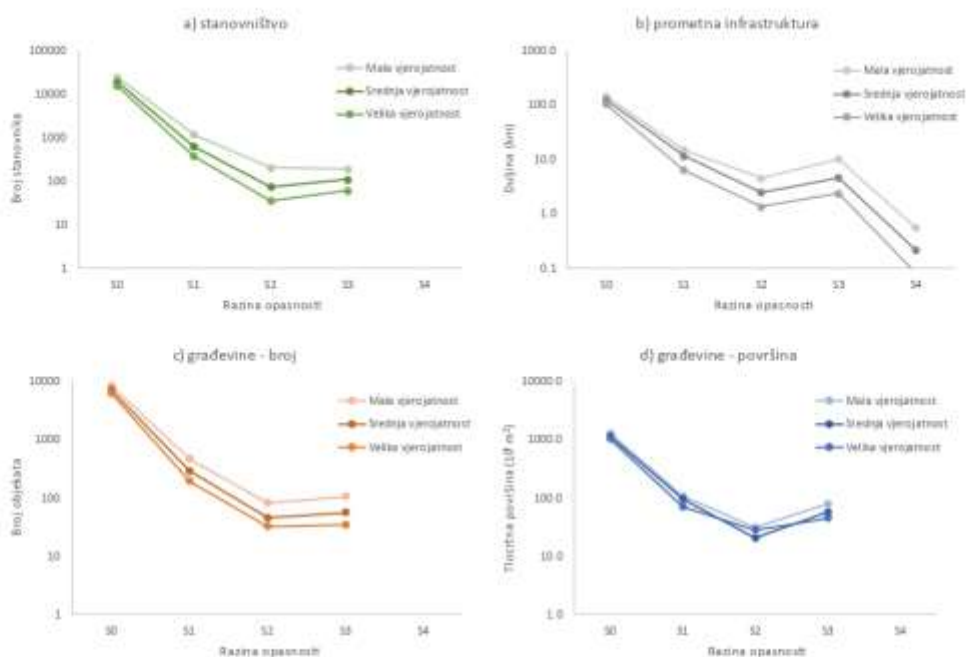 a) stanovništvo
100000
10000
1000
100
10
1
Broj stanovnika
Mala vjerojatnost
Srednja vjerojatnost
Velika vjerojatnost
S0 S1 S2 S3 S4
Razina opasnosti
b) prometna infrastruktura
1000.0
100.0
10.0
1.0
0.1
Duljina (km)
Mala vjerojatnost
Srednja vjerojatnost
Velika vjerojatnost
S0 S1 S2 S3 S4
Razina opasnosti
c) građevine - broj
10000
1000
100
10
1
Broj objekata
Mala vjerojatnost
Srednja vjerojatnost
Velika vjerojatnost
S0 S1 S2 S3 S4
Razina opasnosti
d) građevine - površina
10000.0
1000.0
100.0
10.0
1.0
Tlocrtna površina
Mala vjerojatnost
Srednja vjerojatnost
Velika vjerojatnost
S0 S1 S2 S3 S4
Razina opasnosti